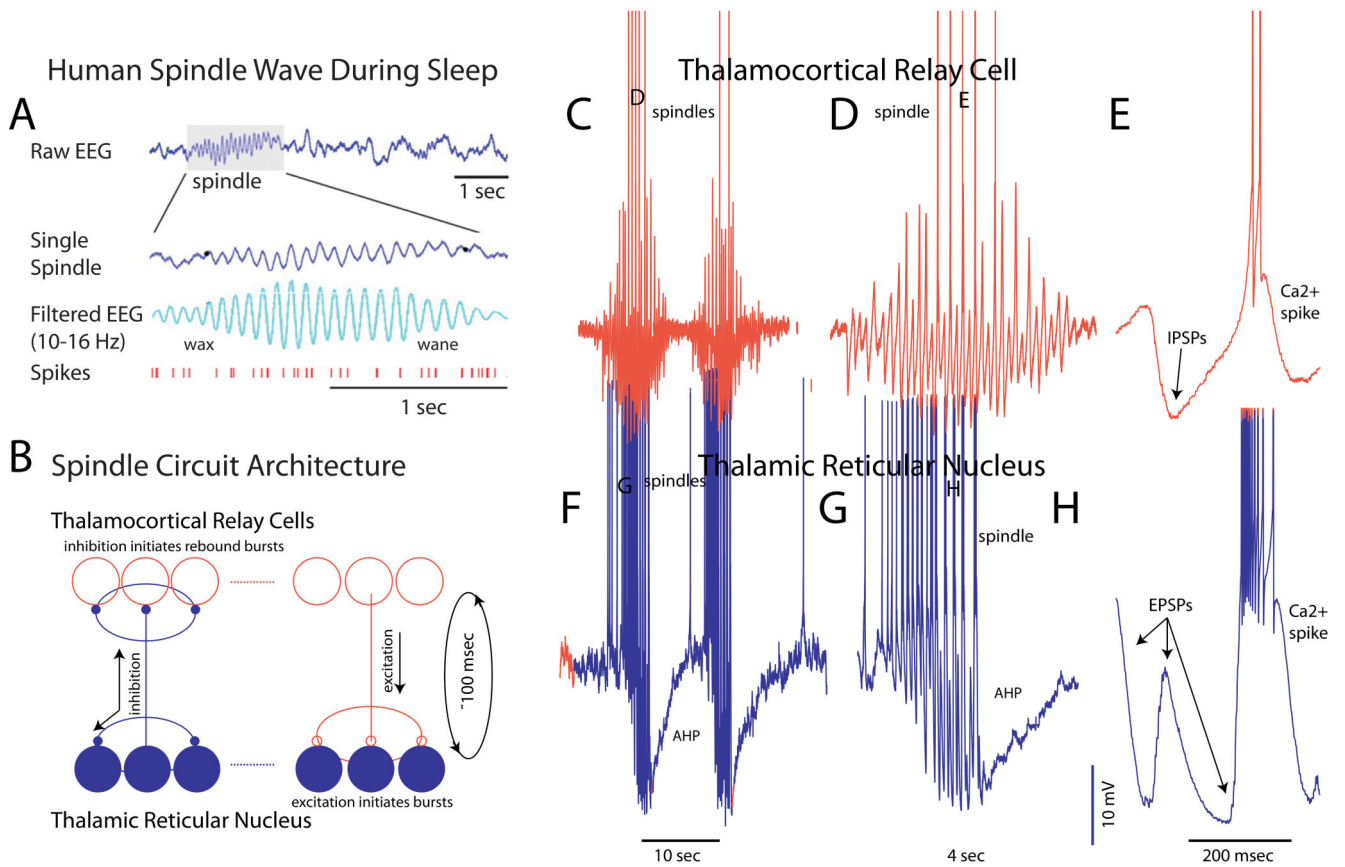 Human Spindle Wave During Sleep
A
Raw EEG
spindle
1 sec
Single
Spindle
Filtered EEG
(10-16 Hz)
wax
wane
Spikes
1 sec
B
Spindle Circuit Architecture
Thalamocortical Relay Cells
inhibition initiates rebound bursts
inhibition
excitation
~100 msec
excitation initiates bursts
Thalamic Reticular Nucleus
Thalamocortical Relay Cell
C
D
spindles
D
spindle
E
E
IPSPs
Ca2+
spike
Thalamic Reticular Nucleus
F
G
spindles
AHP
10 sec
G
H
spindle
AHP
4 sec
H
EPSPs
Ca2+
spike
10 mV
200 msec